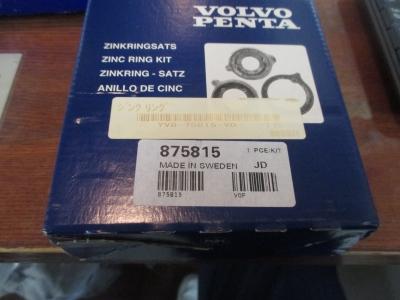 VOLVO
PENTA
ZINKRINGSATS
ZINC RING KIT
ZINKRING - SATZ
ANILLO DE CINC
ジンクリング
875815
1 PCE/KIT
MADE IN SWEDEN JD
875815 VOP